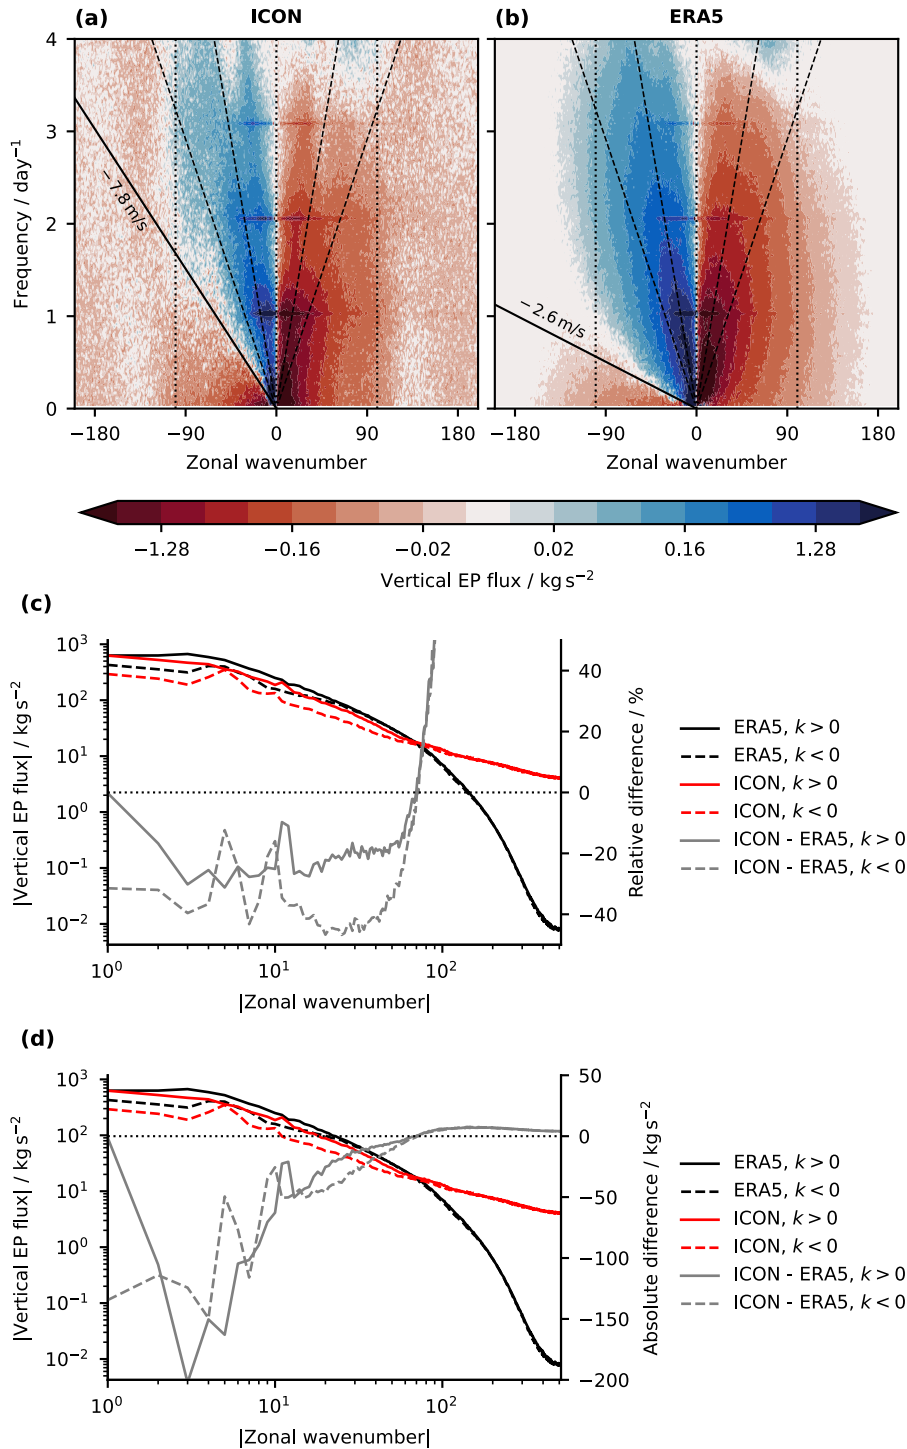 (a) ICON
(b) ERA5
Frequency / day⁻¹
4
3
2
1
0
−7.8 m/s
−2.6 m/s
−180 −90 0 90 180
−180 −90 0 90 180
Zonal wavenumber
Zonal wavenumber
−1.28 −0.16 −0.02 0.02 0.16 1.28
Vertical EP flux / kg s⁻²
(c)
|Vertical EP flux| / kg s⁻²
10³
10²
10¹
10⁰
10⁻¹
10⁻²
40
20
0
−20
−40
Relative difference / %
10⁰ 10¹ 10²
|Zonal wavenumber|
ERA5, k > 0
ERA5, k < 0
ICON, k > 0
ICON, k < 0
ICON - ERA5, k > 0
ICON - ERA5, k < 0
(d)
|Vertical EP flux| / kg s⁻²
10³
10²
10¹
10⁰
10⁻¹
10⁻²
50
0
−50
−100
−150
−200
Absolute difference / kg s⁻²
10⁰ 10¹ 10²
|Zonal wavenumber|
ERA5, k > 0
ERA5, k < 0
ICON, k > 0
ICON, k < 0
ICON - ERA5, k > 0
ICON - ERA5, k < 0